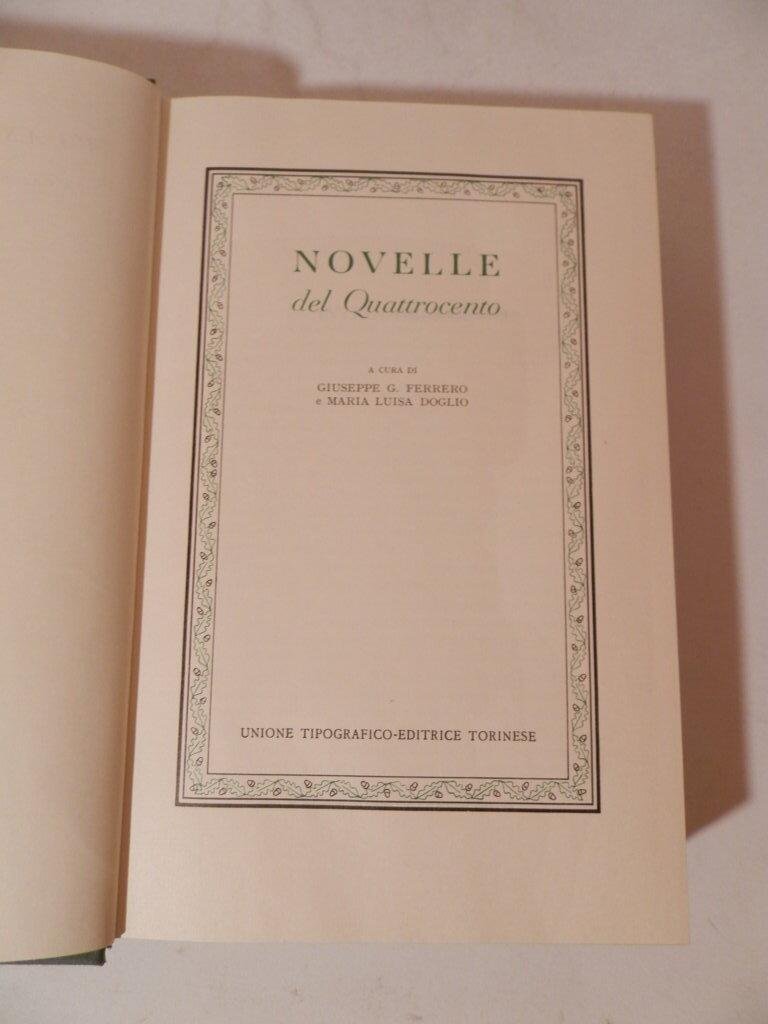 NOVELLE
del Quattrocento
A CURA DI
GIUSEPPE G. FERRERO
e MARIA LUISA DOGLIO
UNIONE TIPOGRAFICO-EDITRICE TORINESE